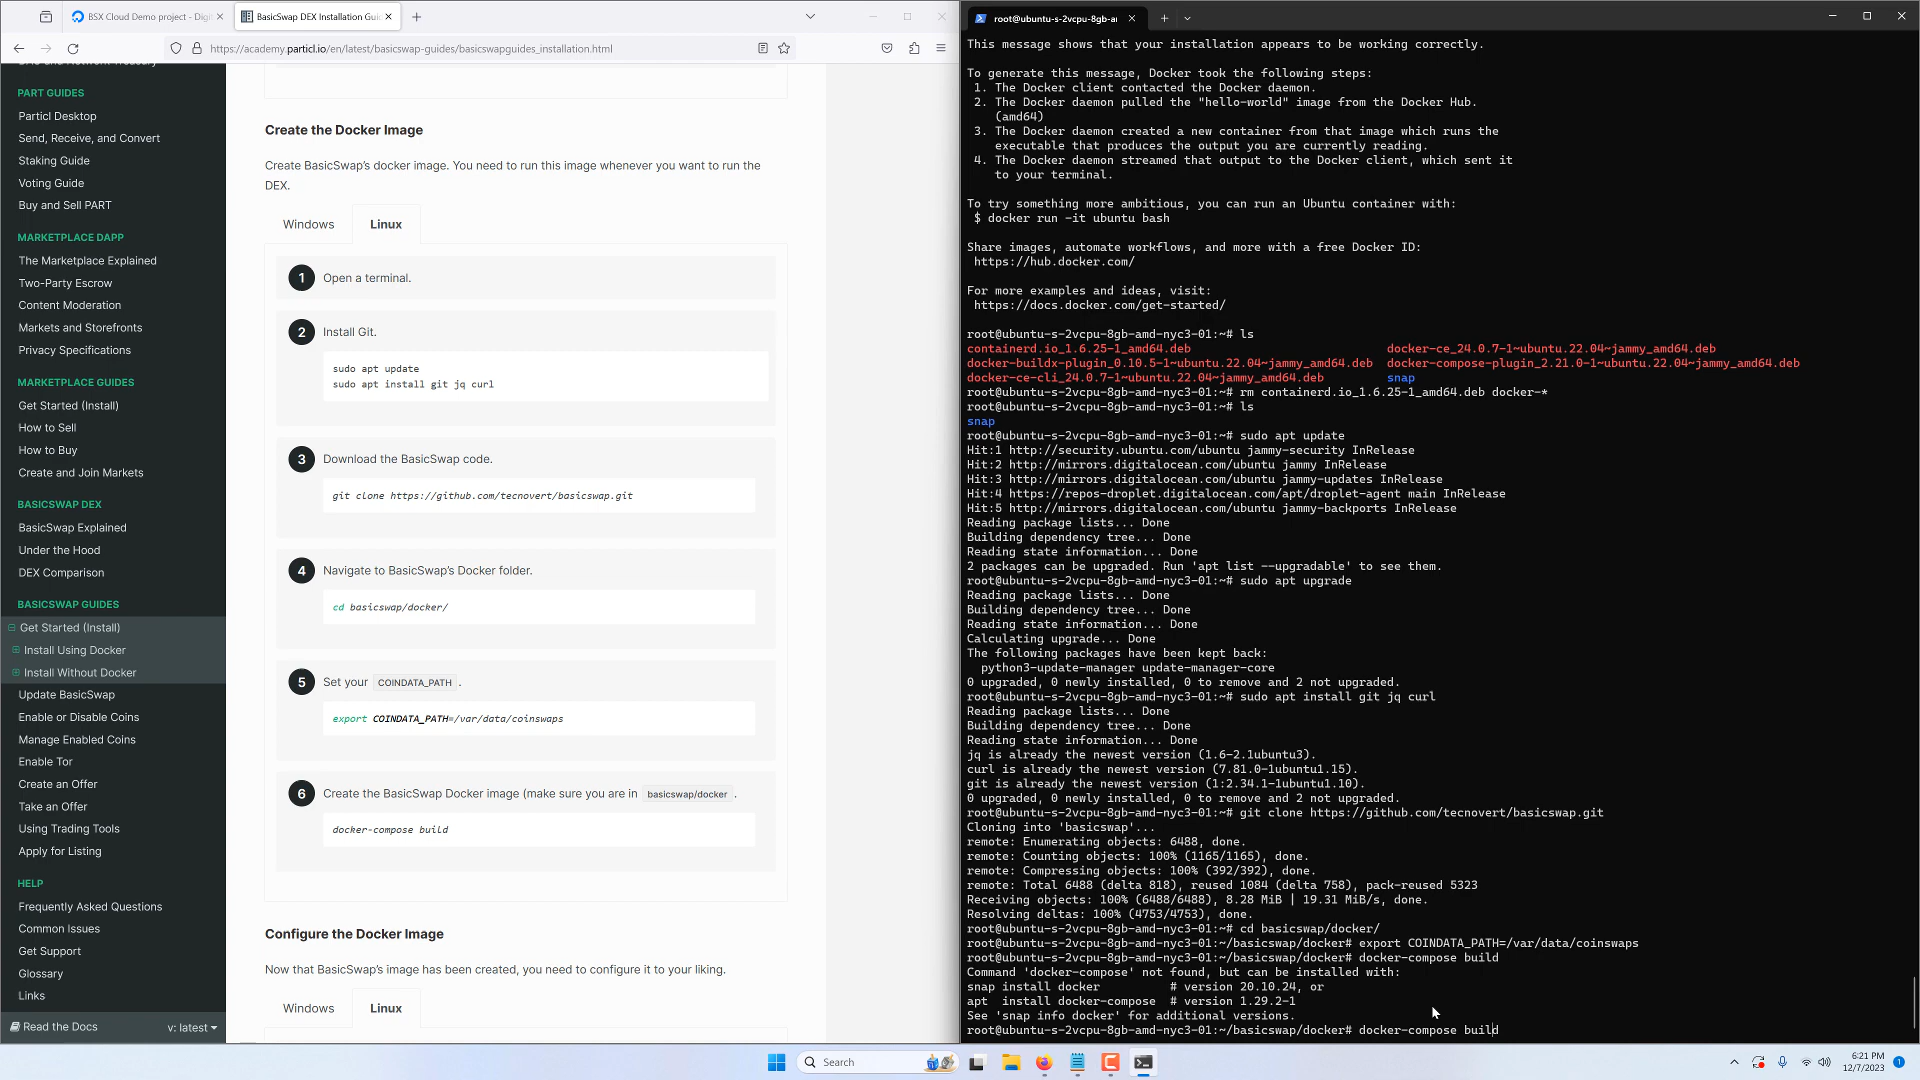 BSX Cloud Demo project - Digi
BasicSwap DEX Installation Gui
https://academy.particl.io/en/latest/basicswap-guides/basicswapguides_installation.html
PART GUIDES
Particl Desktop
Send, Receive, and Convert
Staking Guide
Voting Guide
Buy and Sell PART
MARKETPLACE DAPP
The Marketplace Explained
Two-Party Escrow
Content Moderation
Markets and Storefronts
Privacy Specifications
MARKETPLACE GUIDES
Get Started (Install)
How to Sell
How to Buy
Create and Join Markets
BASICSWAP DEX
BasicSwap Explained
Under the Hood
DEX Comparison
BASICSWAP GUIDES
Get Started (Install)
Install Using Docker
Install Without Docker
Update BasicSwap
Enable or Disable Coins
Manage Enabled Coins
Enable Tor
Create an Offer
Take an Offer
Using Trading Tools
Apply for Listing
HELP
Frequently Asked Questions
Common Issues
Get Support
Glossary
Links
Read the Docs v: latest
Create the Docker Image
Create BasicSwap’s docker image. You need to run this image whenever you want to run the
DEX.
Windows Linux
1 Open a terminal.
2 Install Git.
sudo apt update
sudo apt install git jq curl
3 Download the BasicSwap code.
git clone https://github.com/tecnovert/basicswap.git
4 Navigate to BasicSwap’s Docker folder.
cd basicswap/docker/
5 Set your COINDATA_PATH .
export COINDATA_PATH=/var/data/coinswaps
6 Create the BasicSwap Docker image (make sure you are in basicswap/docker .
docker-compose build
Configure the Docker Image
Now that BasicSwap’s image has been created, you need to configure it to your liking.
Windows Linux
root@ubuntu-s-2vcpu-8gb-a
This message shows that your installation appears to be working correctly.
To generate this message, Docker took the following steps:
1. The Docker client contacted the Docker daemon.
2. The Docker daemon pulled the "hello-world" image from the Docker Hub.
(amd64)
3. The Docker daemon created a new container from that image which runs the
executable that produces the output you are currently reading.
4. The Docker daemon streamed that output to the Docker client, which sent it
to your terminal.
To try something more ambitious, you can run an Ubuntu container with:
$ docker run -it ubuntu bash
Share images, automate workflows, and more with a free Docker ID:
https://hub.docker.com/
For more examples and ideas, visit:
https://docs.docker.com/get-started/
root@ubuntu-s-2vcpu-8gb-amd-nyc3-01:~# ls
containerd.io_1.6.25-1_amd64.deb docker-ce_24.0.7-1~ubuntu.22.04~jammy_amd64.deb
docker-buildx-plugin_0.10.5-1~ubuntu.22.04~jammy_amd64.deb docker-compose-plugin_2.21.0-1~ubuntu.22.04~jammy_amd64.deb
docker-ce-cli_24.0.7-1~ubuntu.22.04~jammy_amd64.deb snap
root@ubuntu-s-2vcpu-8gb-amd-nyc3-01:~# rm containerd.io_1.6.25-1_amd64.deb docker-*
root@ubuntu-s-2vcpu-8gb-amd-nyc3-01:~# ls
snap
root@ubuntu-s-2vcpu-8gb-amd-nyc3-01:~# sudo apt update
Hit:1 http://security.ubuntu.com/ubuntu jammy-security InRelease
Hit:2 http://mirrors.digitalocean.com/ubuntu jammy InRelease
Hit:3 http://mirrors.digitalocean.com/ubuntu jammy-updates InRelease
Hit:4 https://repos-droplet.digitalocean.com/apt/droplet-agent main InRelease
Hit:5 http://mirrors.digitalocean.com/ubuntu jammy-backports InRelease
Reading package lists... Done
Building dependency tree... Done
Reading state information... Done
2 packages can be upgraded. Run 'apt list --upgradable' to see them.
root@ubuntu-s-2vcpu-8gb-amd-nyc3-01:~# sudo apt upgrade
Reading package lists... Done
Building dependency tree... Done
Reading state information... Done
Calculating upgrade... Done
The following packages have been kept back:
python3-update-manager update-manager-core
0 upgraded, 0 newly installed, 0 to remove and 2 not upgraded.
root@ubuntu-s-2vcpu-8gb-amd-nyc3-01:~# sudo apt install git jq curl
Reading package lists... Done
Building dependency tree... Done
Reading state information... Done
jq is already the newest version (1.6-2.1ubuntu3).
curl is already the newest version (7.81.0-1ubuntu1.15).
git is already the newest version (1:2.34.1-1ubuntu1.10).
0 upgraded, 0 newly installed, 0 to remove and 2 not upgraded.
root@ubuntu-s-2vcpu-8gb-amd-nyc3-01:~# git clone https://github.com/tecnovert/basicswap.git
Cloning into 'basicswap'...
remote: Enumerating objects: 6488, done.
remote: Counting objects: 100% (1165/1165), done.
remote: Compressing objects: 100% (392/392), done.
remote: Total 6488 (delta 818), reused 1084 (delta 758), pack-reused 5323
Receiving objects: 100% (6488/6488), 8.28 MiB | 19.31 MiB/s, done.
Resolving deltas: 100% (4753/4753), done.
root@ubuntu-s-2vcpu-8gb-amd-nyc3-01:~# cd basicswap/docker/
root@ubuntu-s-2vcpu-8gb-amd-nyc3-01:~/basicswap/docker# export COINDATA_PATH=/var/data/coinswaps
root@ubuntu-s-2vcpu-8gb-amd-nyc3-01:~/basicswap/docker# docker-compose build
Command 'docker-compose' not found, but can be installed with:
snap install docker # version 20.10.24, or
apt install docker-compose # version 1.29.2-1
See 'snap info docker' for additional versions.
root@ubuntu-s-2vcpu-8gb-amd-nyc3-01:~/basicswap/docker# docker-compose build
Search
6:21 PM
12/7/2023
1